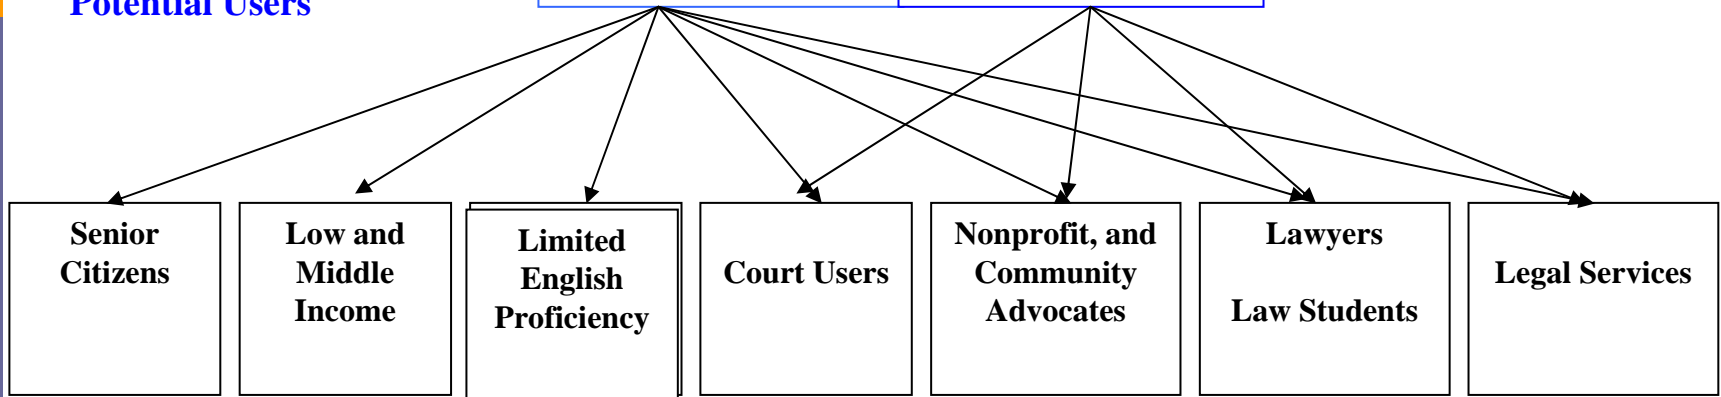 Potential Users
Senior
Citizens
Low and
Middle
Income
Limited
English
Proficiency
Court Users
Nonprofit, and
Community
Advocates
Lawyers
Law Students
Legal Services